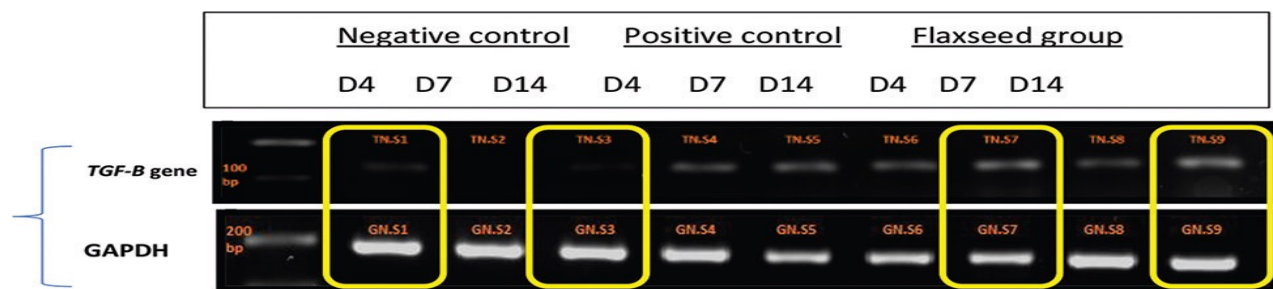 Negative control Positive control Flaxseed group
D4 D7 D14 D4 D7 D14 D4 D7 D14
TN.S1 TN.S2 TN.S3 TN.S4 TN.S5 TN.S6 TN.S7 TN.S8 TN.S9
TGF-B gene
100
bp
GN.S1 GN.S2 GN.S3 GN.S4 GN.S5 GN.S6 GN.S7 GN.S8 GN.S9
200
bp
GAPDH